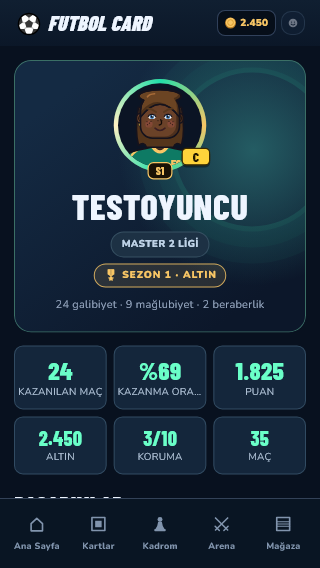 FUTBOL CARD
2.450
C
S1
TESTOYUNCU
MASTER 2 LİGİ
SEZON 1 · ALTIN
24 galibiyet · 9 mağlubiyet · 2 beraberlik
24
KAZANILAN MAÇ
%69
KAZANMA ORA...
1.825
PUAN
2.450
ALTIN
3/10
KORUMA
35
MAÇ
Ana Sayfa
Kartlar
Kadrom
Arena
Mağaza